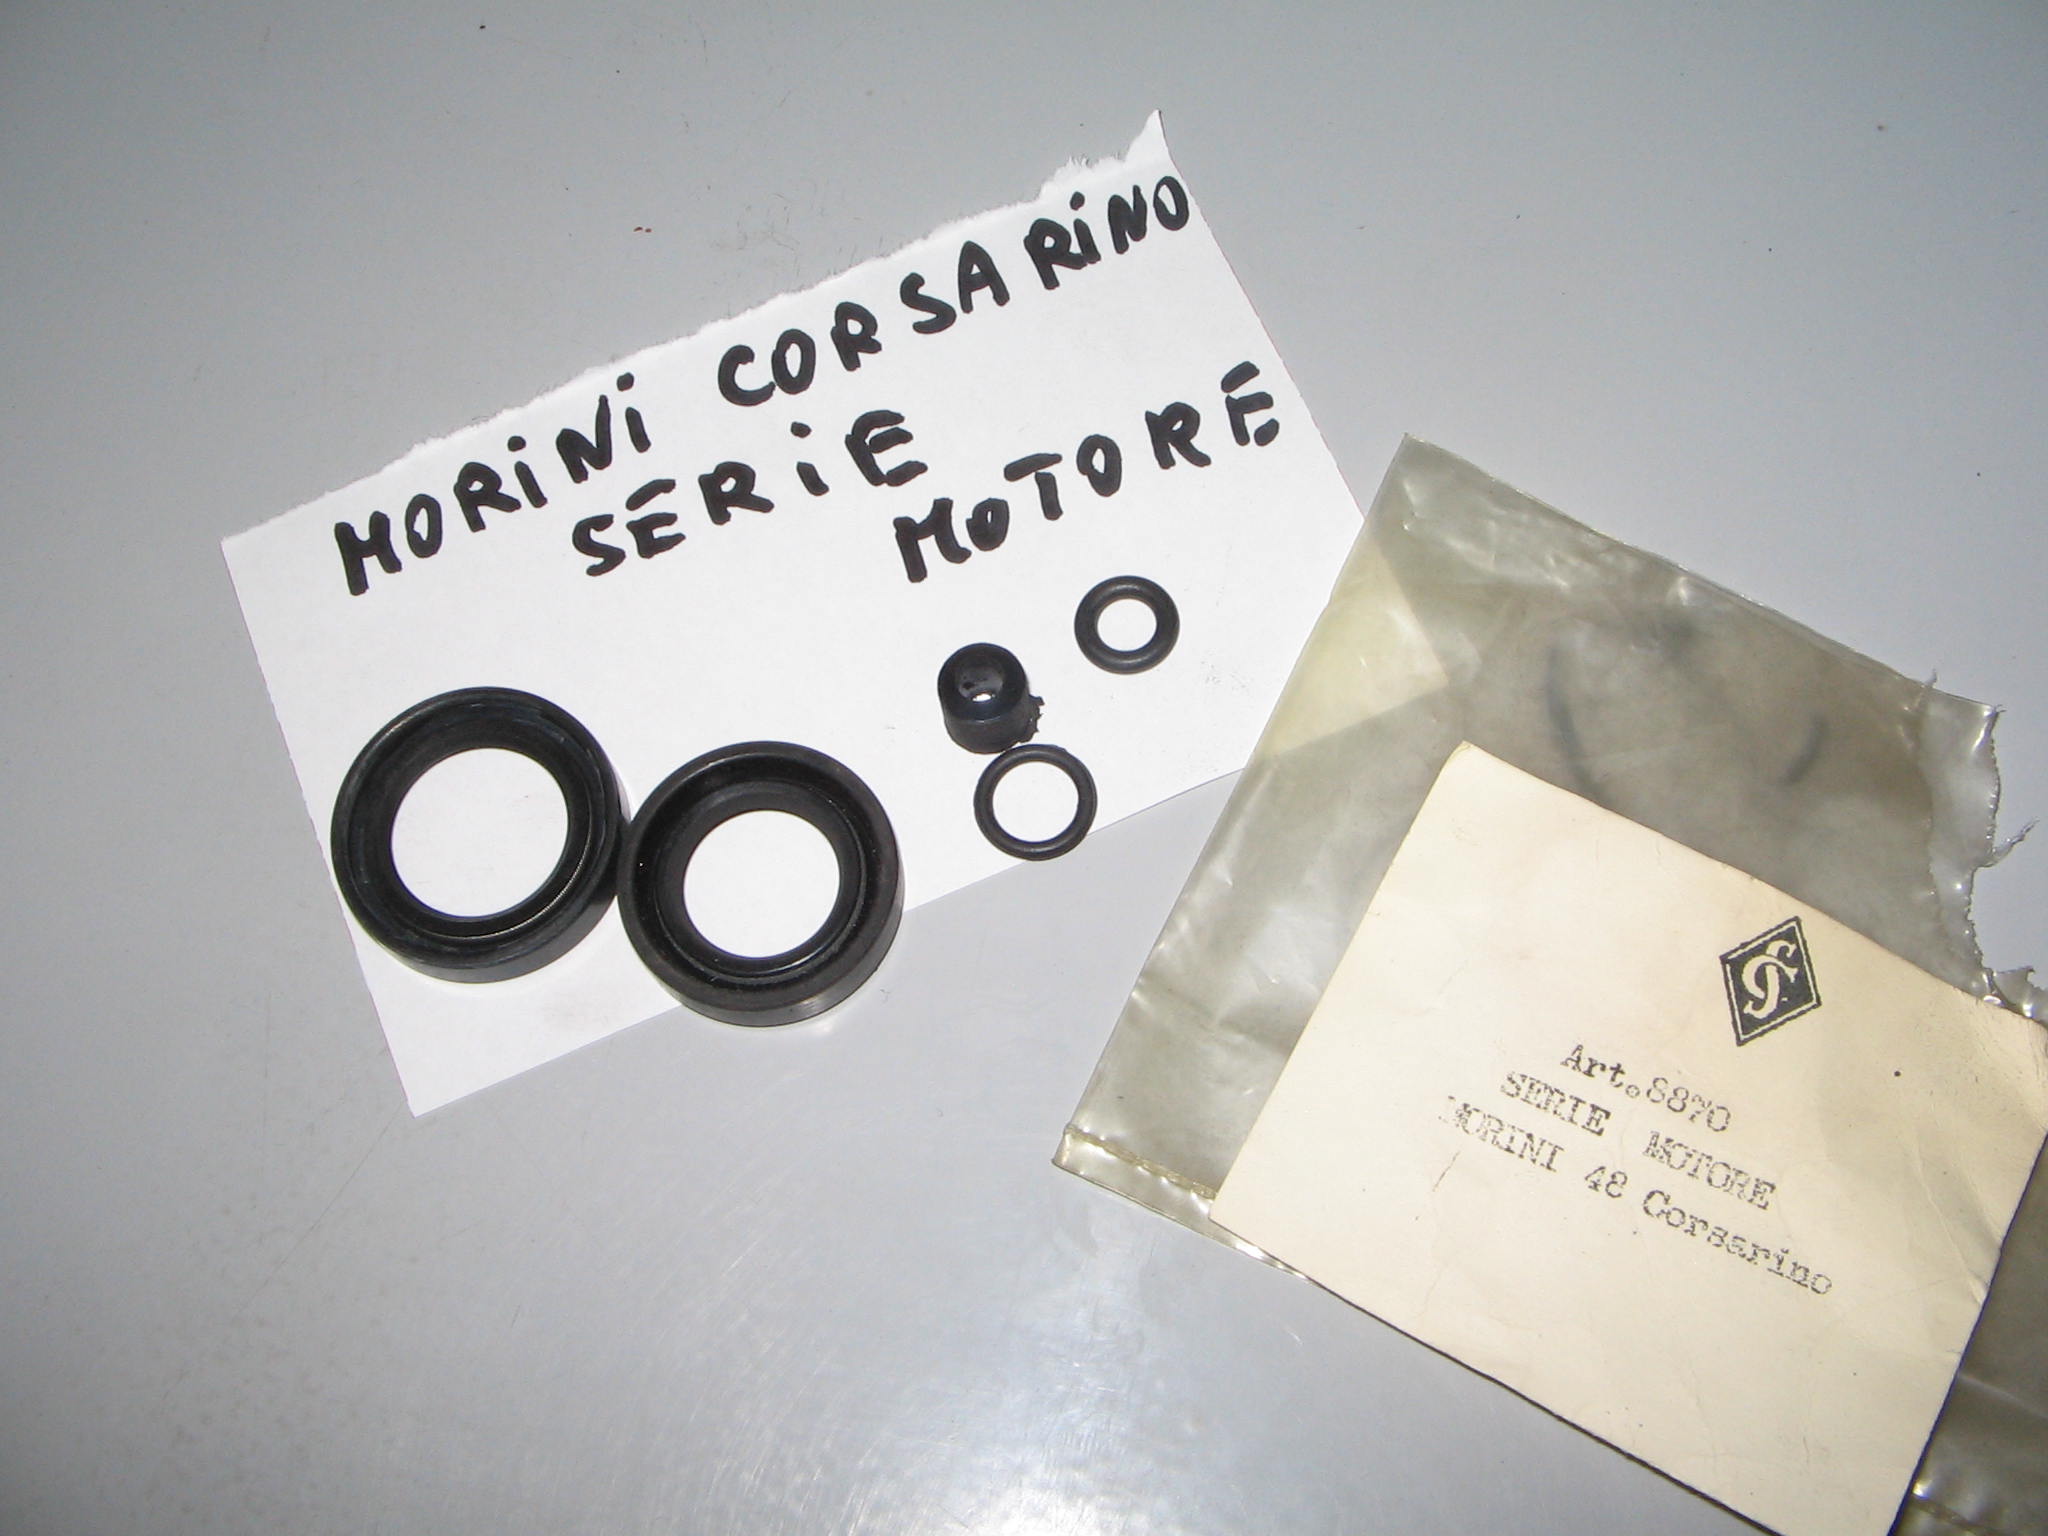 MORiNi CORSARiNO
SERiE
MOTORE
Art.8870
SERIE MOTORE
MORINI 48 Corsarino